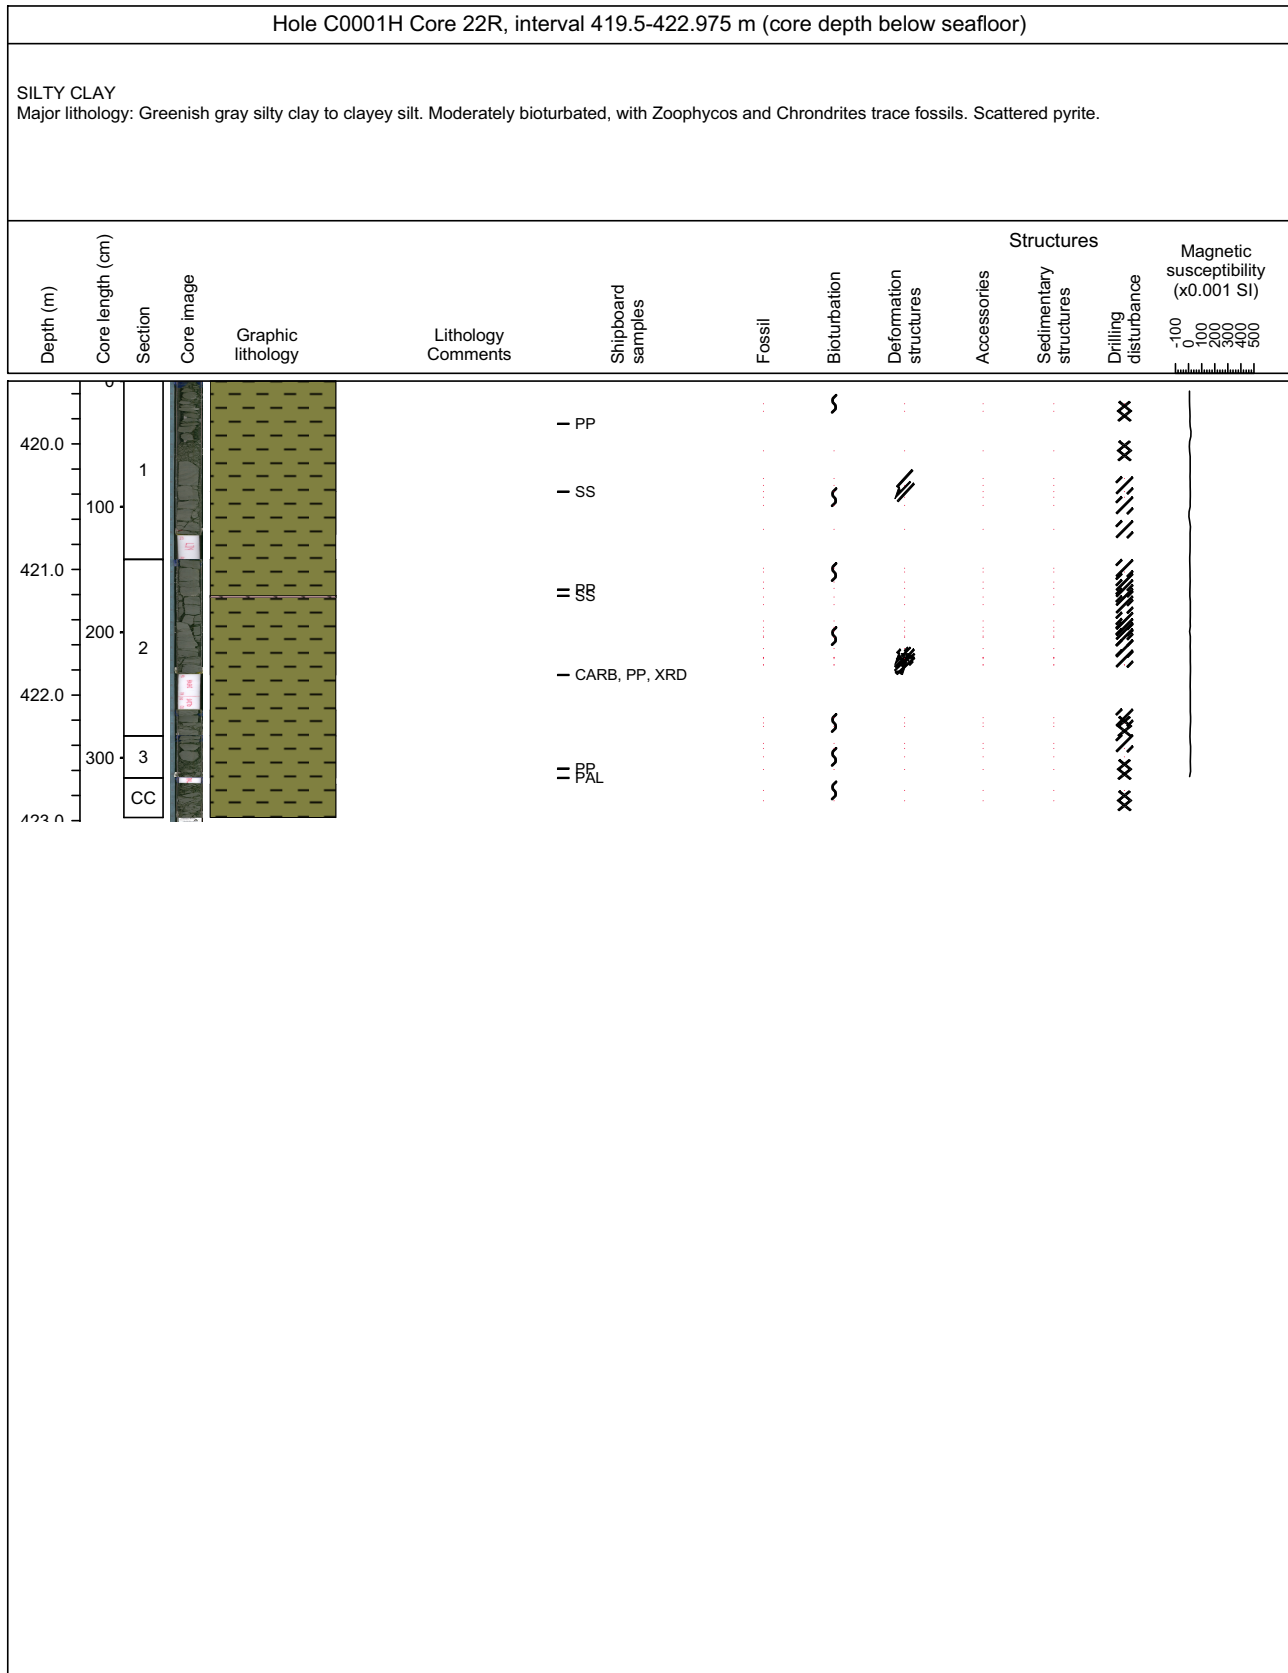 Hole C0001H Core 22R, interval 419.5-422.975 m (core depth below seafloor)
SILTY CLAY
Major lithology: Greenish gray silty clay to clayey silt. Moderately bioturbated, with Zoophycos and Chrondrites trace fossils. Scattered pyrite.
Depth (m)
Core length (cm)
Section
Core image
Graphic
lithology
Lithology
Comments
Shipboard
samples
Fossil
Bioturbation
Deformation
structures
Structures
Accessories
Sedimentary
structures
Drilling
disturbance
Magnetic
susceptibility
(x0.001 SI)
-100
0
100
200
300
400
500
0
PP
420.0
1
SS
100
421.0
PP
SS
200
2
CARB, PP, XRD
422.0
300
3
PP
PAL
CC
423.0